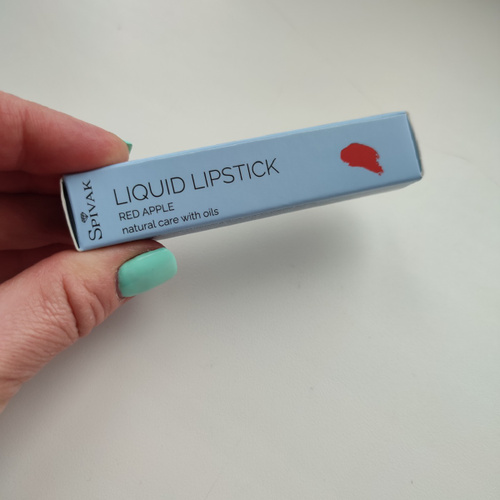 SPIVAK
LIQUID LIPSTICK
RED APPLE
natural care with oils